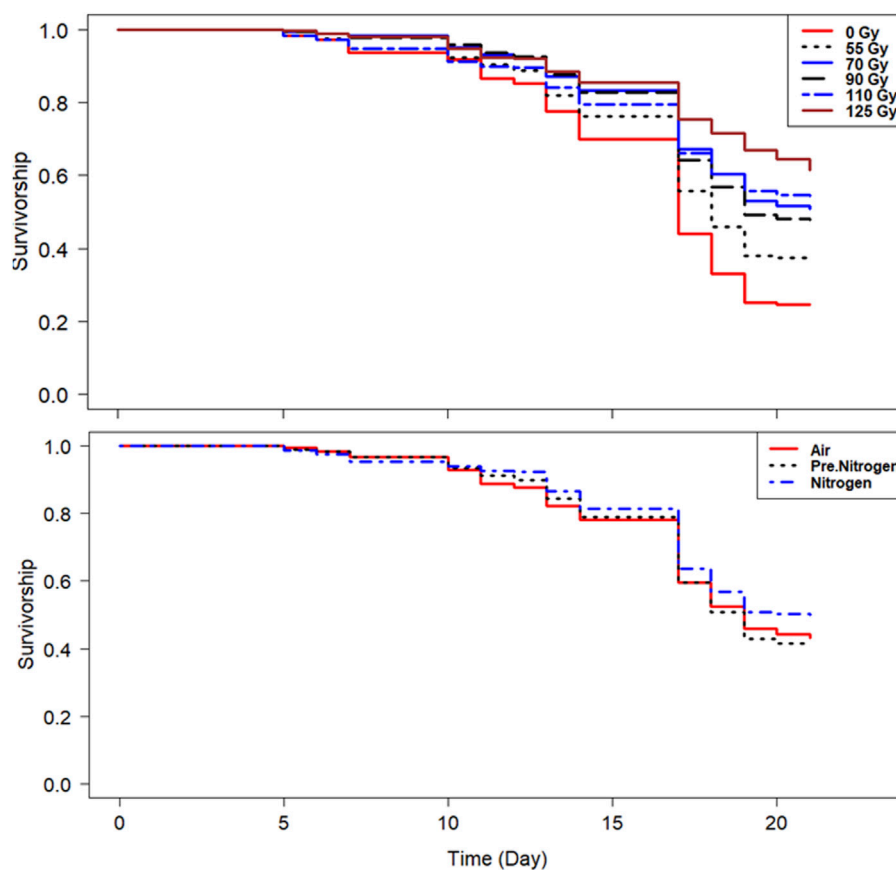 Survivorship
1.0
0.8
0.6
0.4
0.2
0.0
0 Gy
55 Gy
70 Gy
90 Gy
110 Gy
125 Gy
Survivorship
1.0
0.8
0.6
0.4
0.2
0.0
Air
Pre.Nitrogen
Nitrogen
0 5 10 15 20
Time (Day)